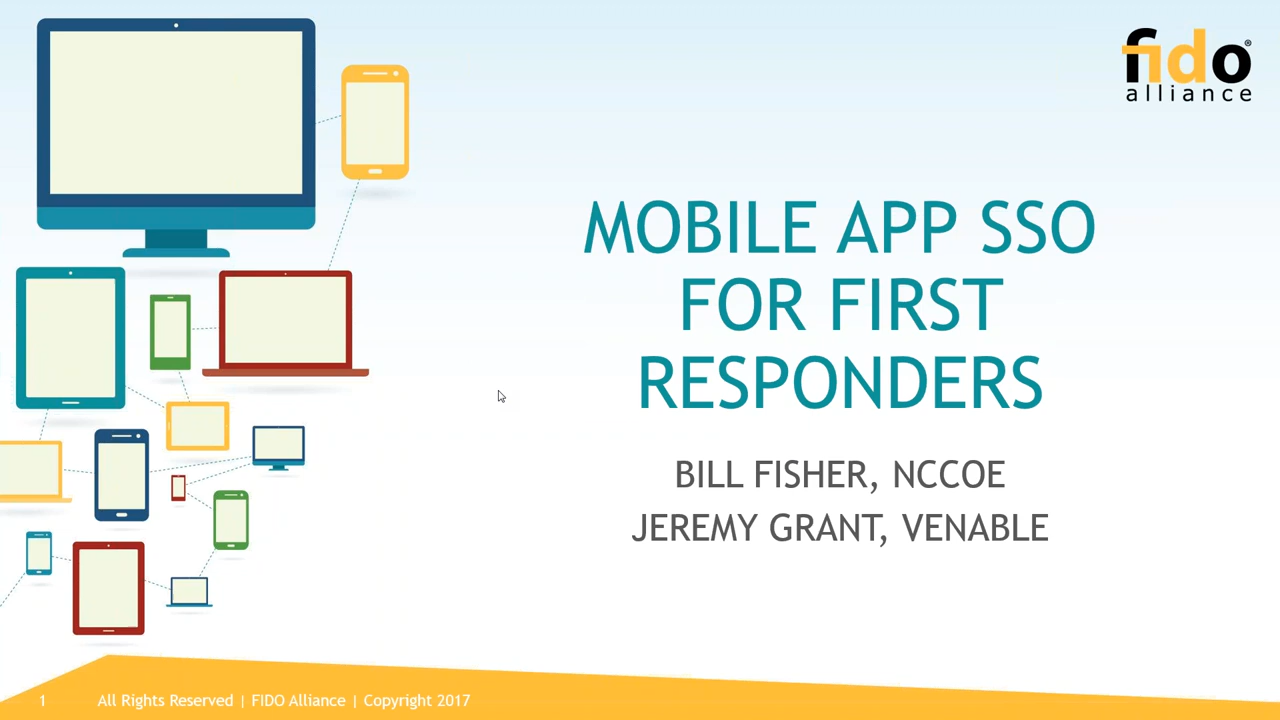 fido®
alliance
MOBILE APP SSO
FOR FIRST
RESPONDERS
BILL FISHER, NCCOE
JEREMY GRANT, VENABLE
1 All Rights Reserved | FIDO Alliance | Copyright 2017